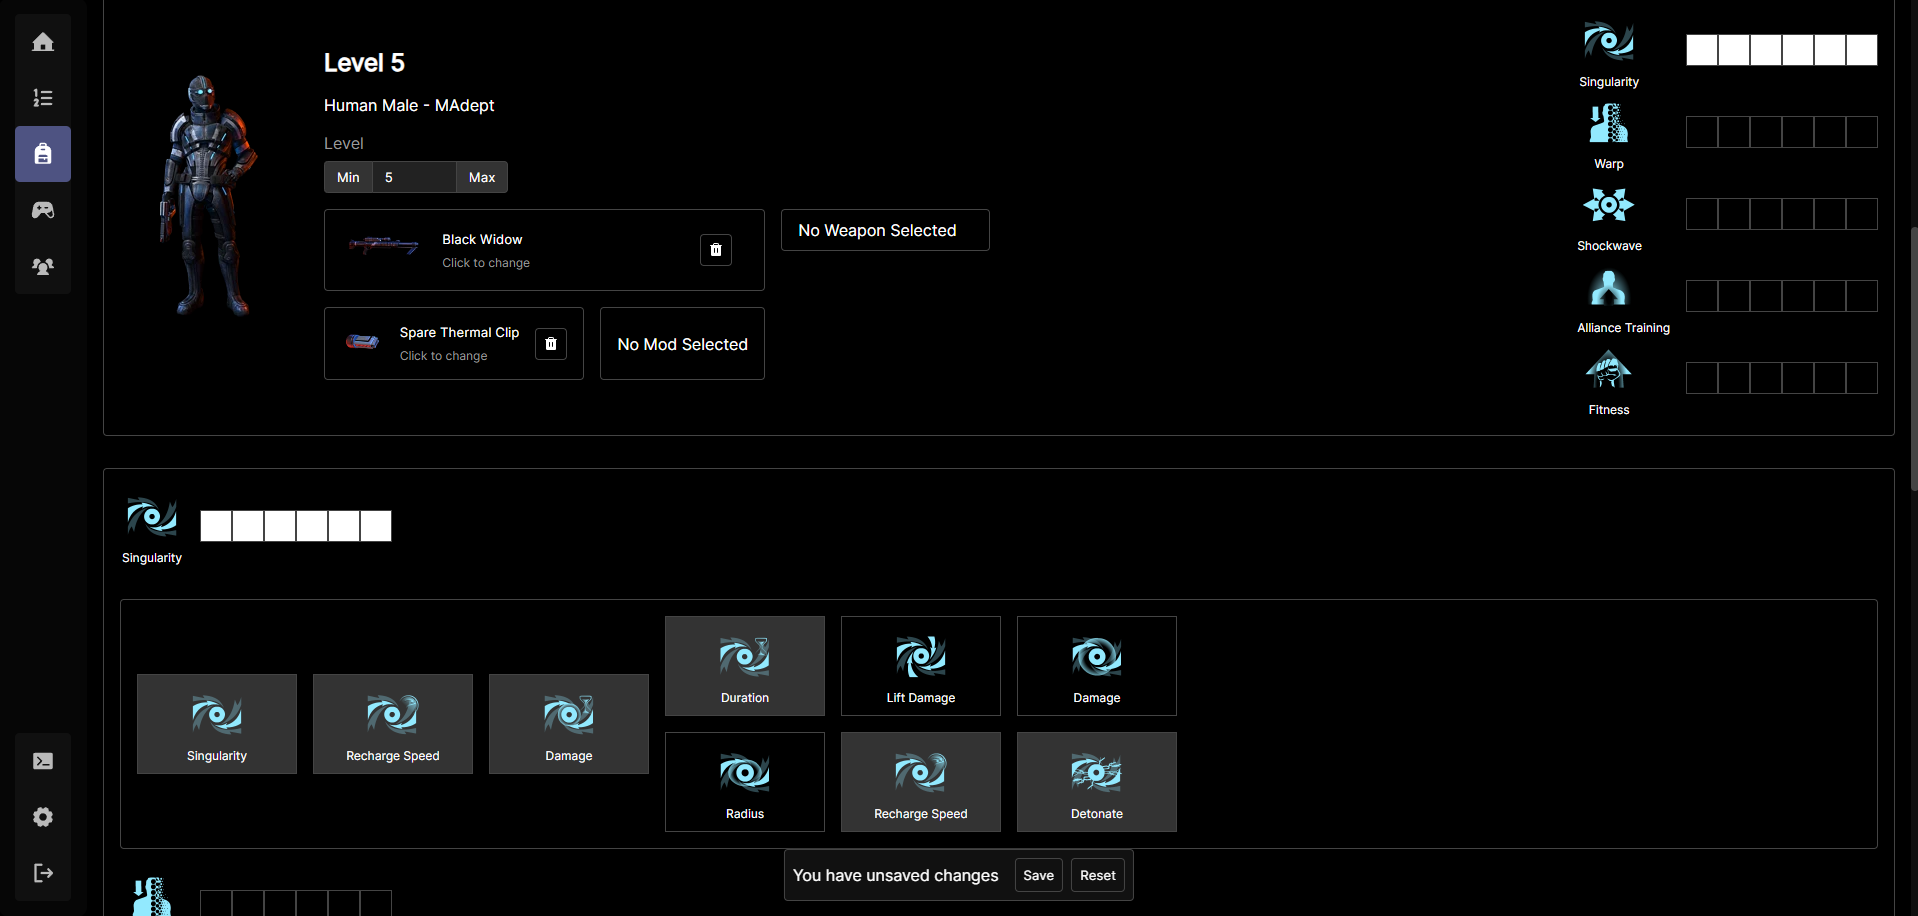 Level 5
Human Male - MAdept
Level
Min 5 Max
Black Widow
Click to change
No Weapon Selected
Spare Thermal Clip
Click to change
No Mod Selected
Singularity
Warp
Shockwave
Alliance Training
Fitness
Singularity
Singularity
Recharge Speed
Damage
Duration
Lift Damage
Damage
Radius
Recharge Speed
Detonate
You have unsaved changes Save Reset